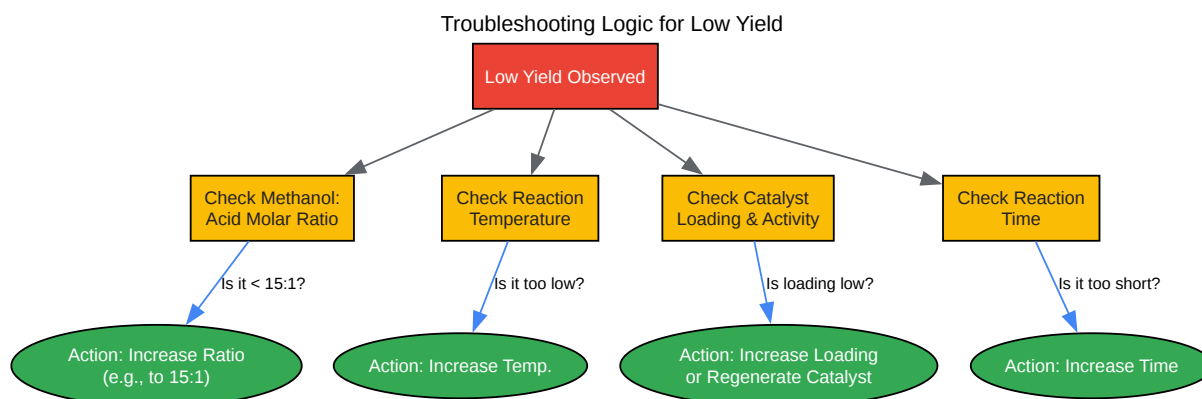 Troubleshooting Logic for Low Yield
Low Yield Observed
Check Methanol:
Acid Molar Ratio
Check Reaction
Temperature
Check Catalyst
Loading & Activity
Check Reaction
Time
Is it < 15:1?
Is it too low?
Is loading low?
Is it too short?
Action: Increase Ratio
(e.g., to 15:1)
Action: Increase Temp.
Action: Increase Loading
or Regenerate Catalyst
Action: Increase Time